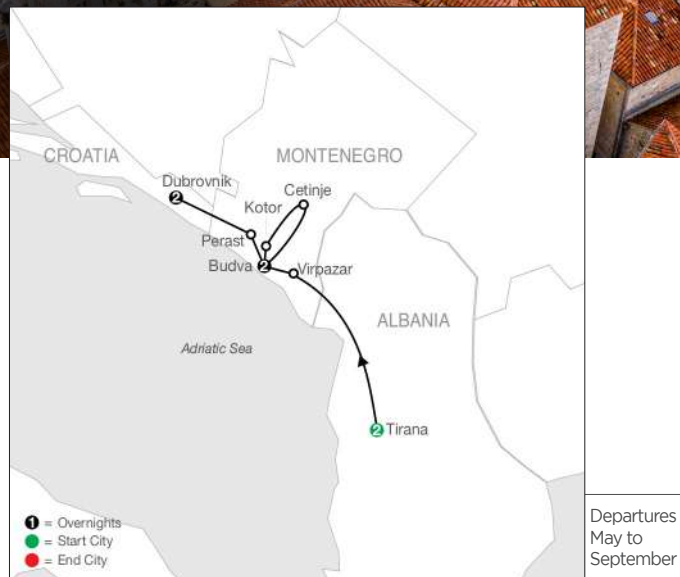 CROATIA
MONTENEGRO
Dubrovnik
2
Cetinje
Kotor
Perast
Budva 2
Virpazar
ALBANIA
Adriatic Sea
2 Tirana
1 = Overnights
= Start City
= End City
Departures
May to
September